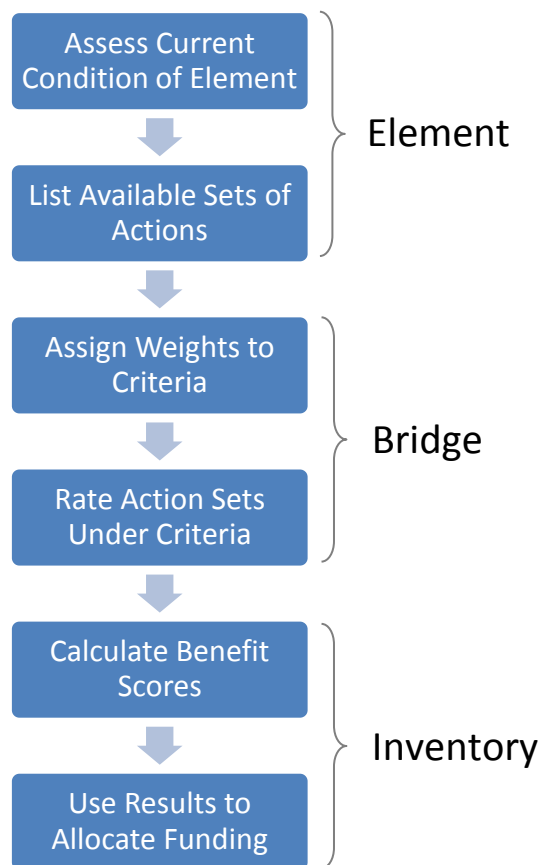 Assess Current
Condition of Element
Element
List Available Sets of
Actions
Assign Weights to
Criteria
Bridge
Rate Action Sets
Under Criteria
Calculate Benefit
Scores
Inventory
Use Results to
Allocate Funding